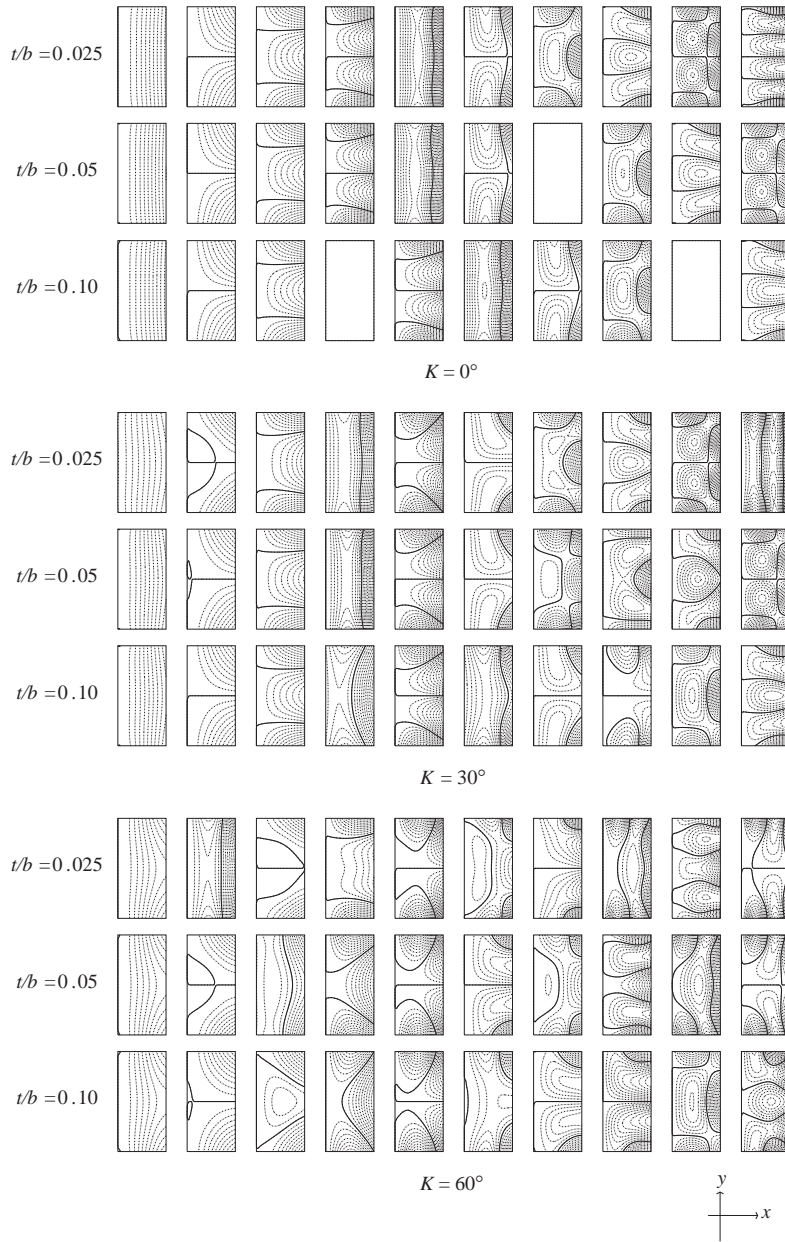 t/b = 0.025
t/b = 0.05
t/b = 0.10
K = 0°
t/b = 0.025
t/b = 0.05
t/b = 0.10
K = 30°
t/b = 0.025
t/b = 0.05
t/b = 0.10
K = 60°
y
x